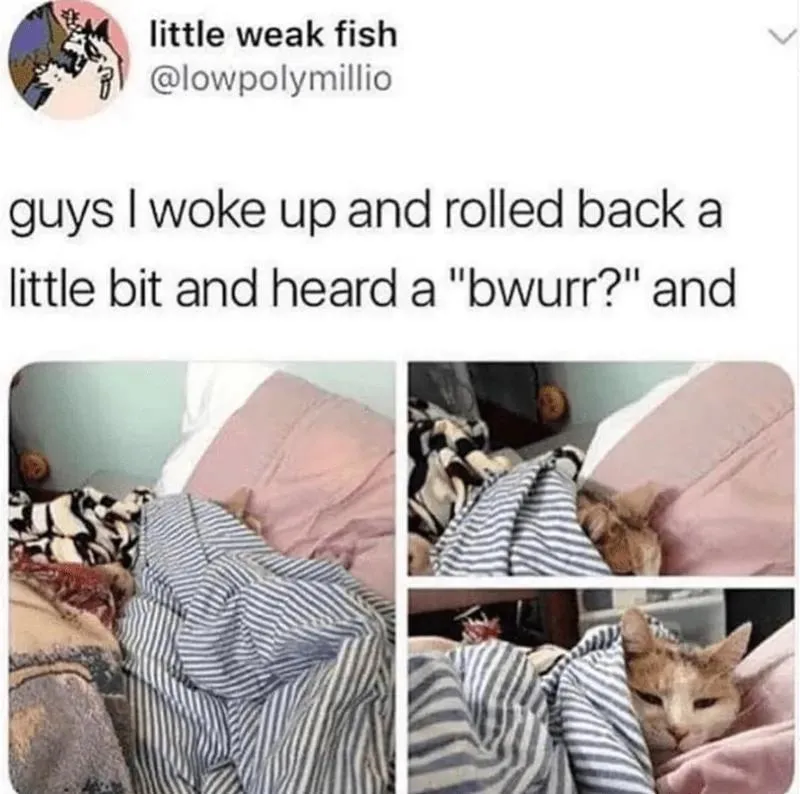 little weak fish
@lowpolymillio
guys I woke up and rolled back a
little bit and heard a "bwurr?" and